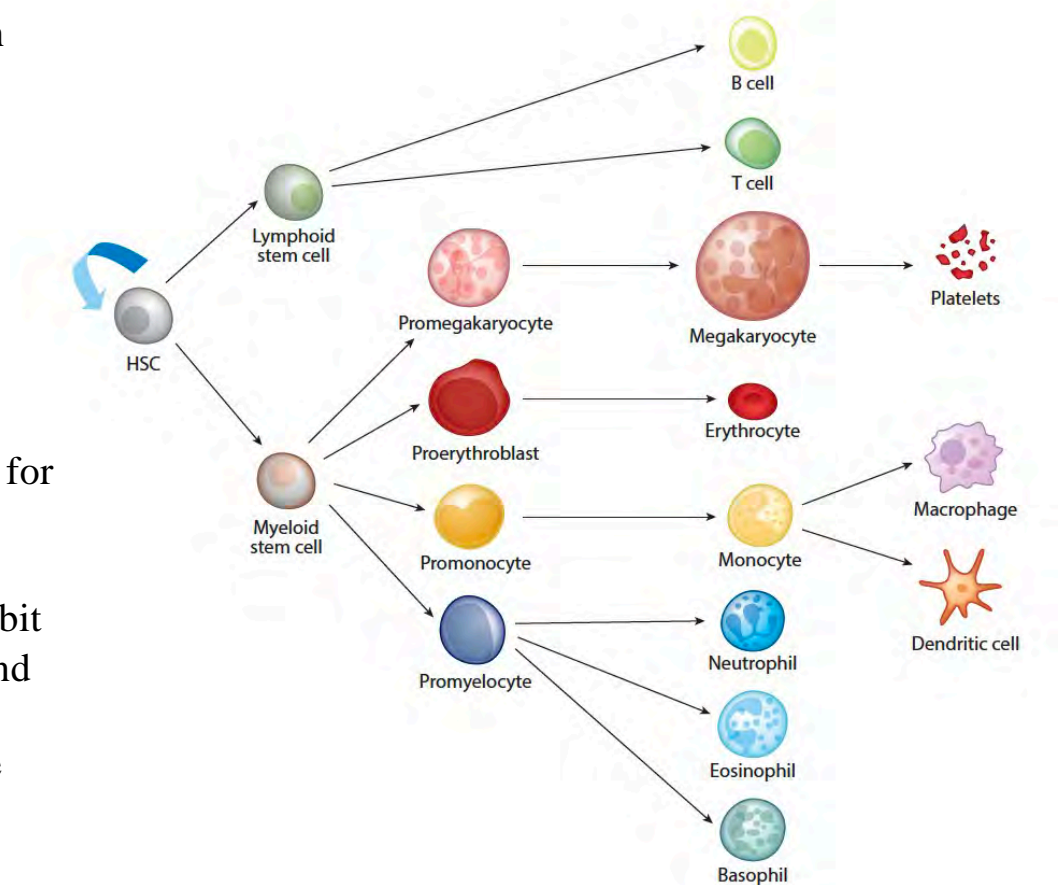 B cell
T cell
Lymphoid
stem cell
HSC
Promegakaryocyte
Megakaryocyte
Platelets
Proerythroblast
Erythrocyte
for
Myeloid
stem cell
Promonocyte
Monocyte
Macrophage
Dendritic cell
bit
nd
Promyelocyte
Neutrophil
Eosinophil
Basophil